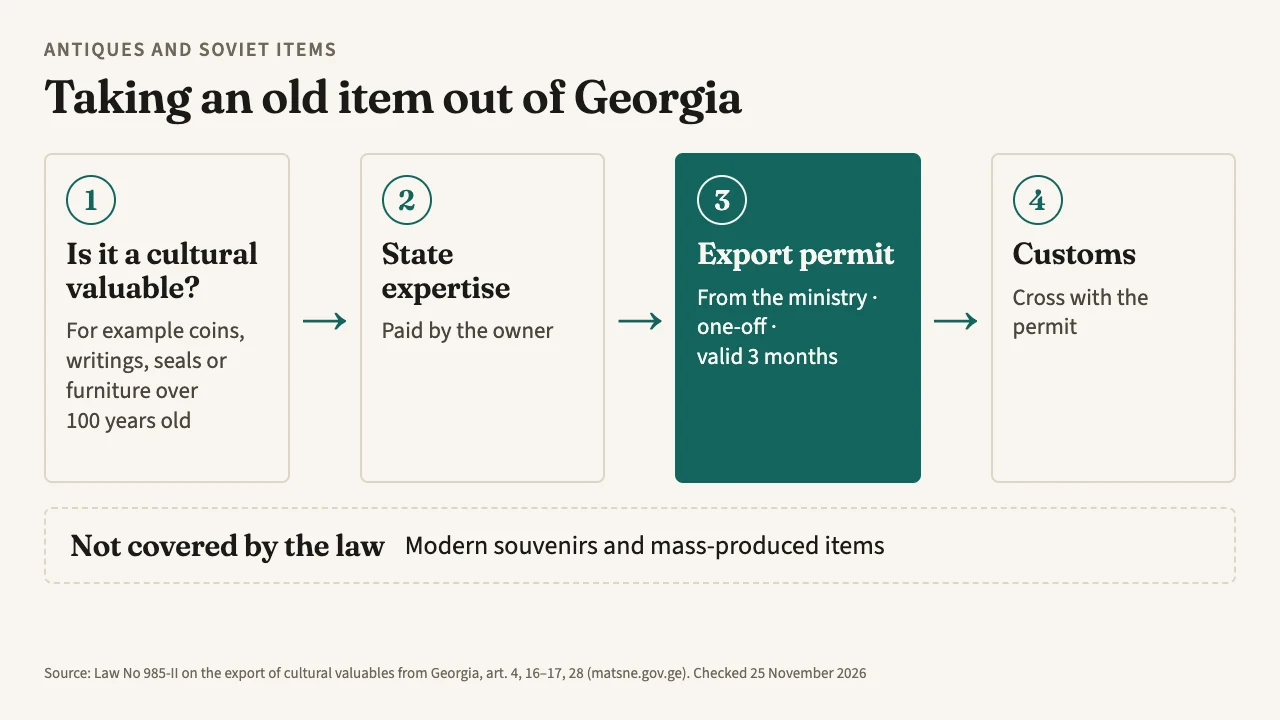 ANTIQUES AND SOVIET ITEMS
Taking an old item out of Georgia
1
Is it a cultural
valuable?
For example coins,
writings, seals or
furniture over
100 years old
2
State
expertise
Paid by the owner
3
Export permit
From the ministry ·
one-off ·
valid 3 months
4
Customs
Cross with the
permit
Not covered by the law Modern souvenirs and mass-produced items
Source: Law No 985-II on the export of cultural valuables from Georgia, art. 4, 16–17, 28 (matsne.gov.ge). Checked 25 November 2026